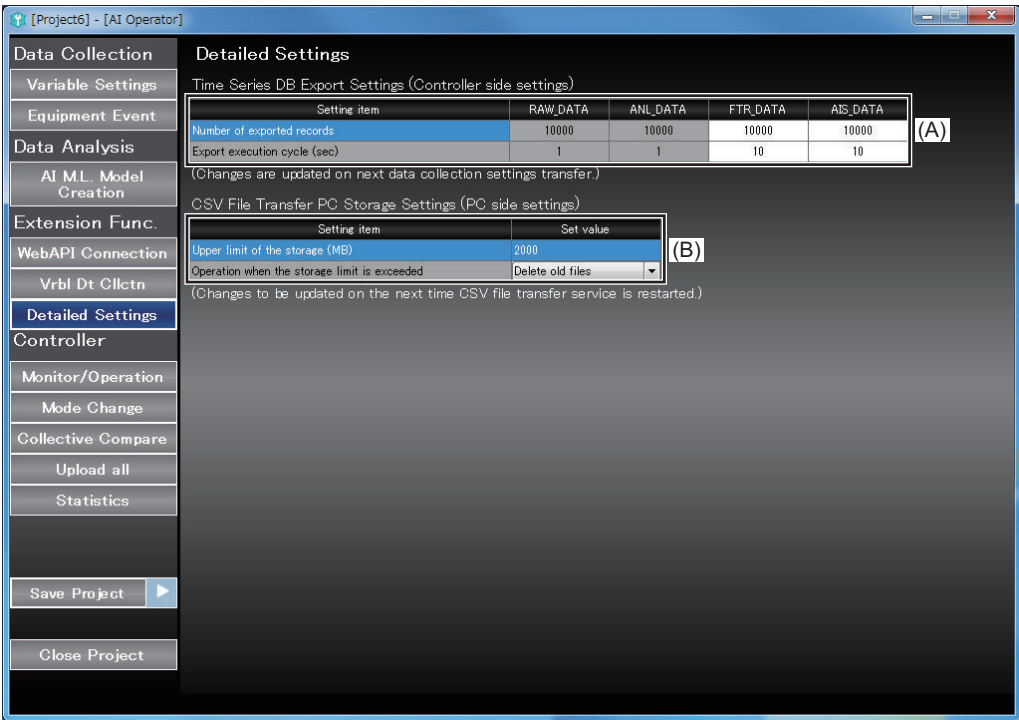 [Project6] - [AI Operator]
Data Collection
Variable Settings
Equipment Event
Data Analysis
AI M.L. Model
Creation
Extension Func.
WebAPI Connection
Vrbl Dt Cllctn
Detailed Settings
Controller
Monitor/Operation
Mode Change
Collective Compare
Upload all
Statistics
Save Project
Close Project
Detailed Settings
Time Series DB Export Settings (Controller side settings)
Setting item RAW_DATA ANL_DATA FTR_DATA AIS_DATA
Number of exported records 10000 10000 10000 10000
Export execution cycle (sec) 1 1 10 10
(A)
(Changes are updated on next data collection settings transfer.)
CSV File Transfer PC Storage Settings (PC side settings)
Setting item Set value
Upper limit of the storage (MB) 2000
Operation when the storage limit is exceeded Delete old files
(B)
(Changes to be updated on the next time CSV file transfer service is restarted.)